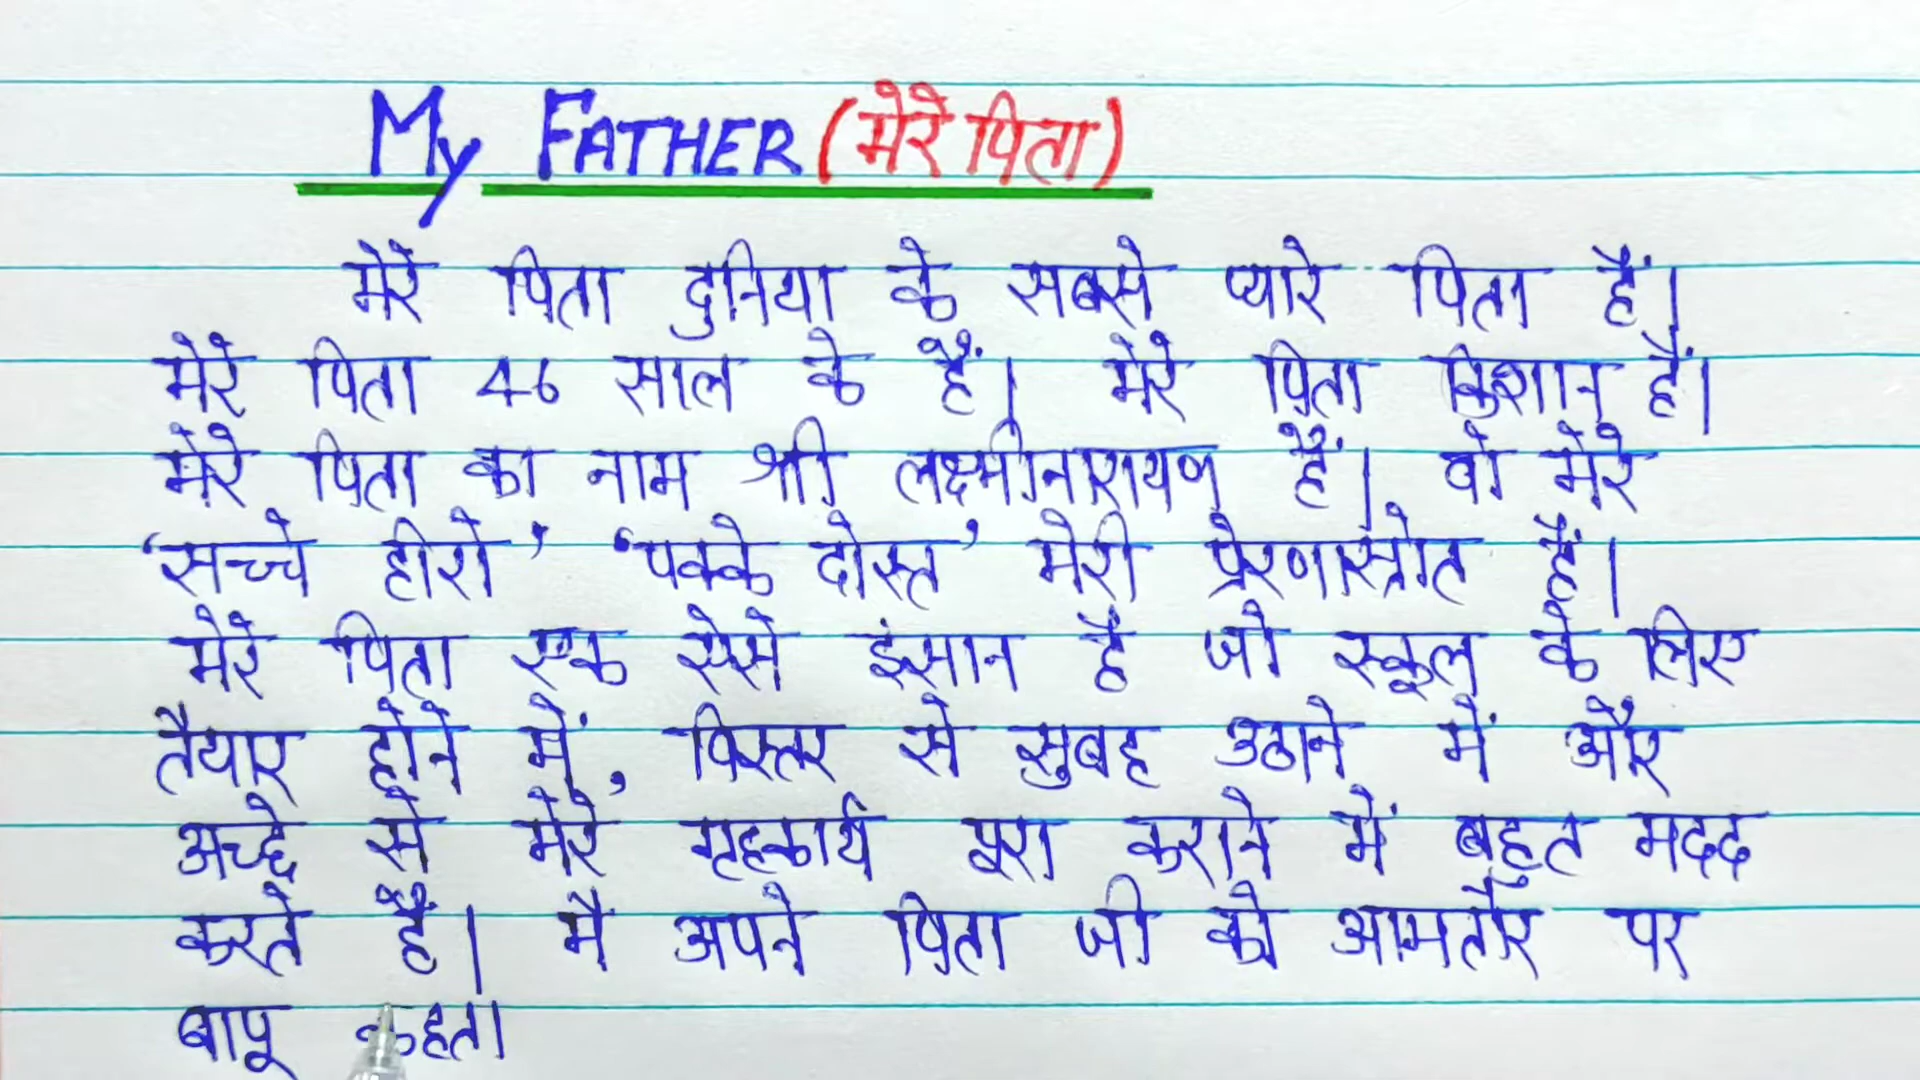 My FATHER (मेरे पिता)
मेरे पिता दुनिया के सबसे प्यारे पिता हैं।
मेरे पिता 46 साल के हैं। मेरे पिता किशान हैं।
मेरे पिता का नाम श्री लक्ष्मीनारायण हैं। वो मेरे
'सच्चे हीरो' 'पक्के दोस्त' मेरी प्रेरणास्त्रोत हैं।
मेरे पिता एक ऐसे इंसान है जो स्कूल के लिए
तैयार होने में, बिस्तर से सुबह उठाने में और
अच्छे से मेरे गृहकार्य पूरा कराने में बहुत मदद
करते हैं। मै अपने पिता जी को आमतौर पर
बापू कहता